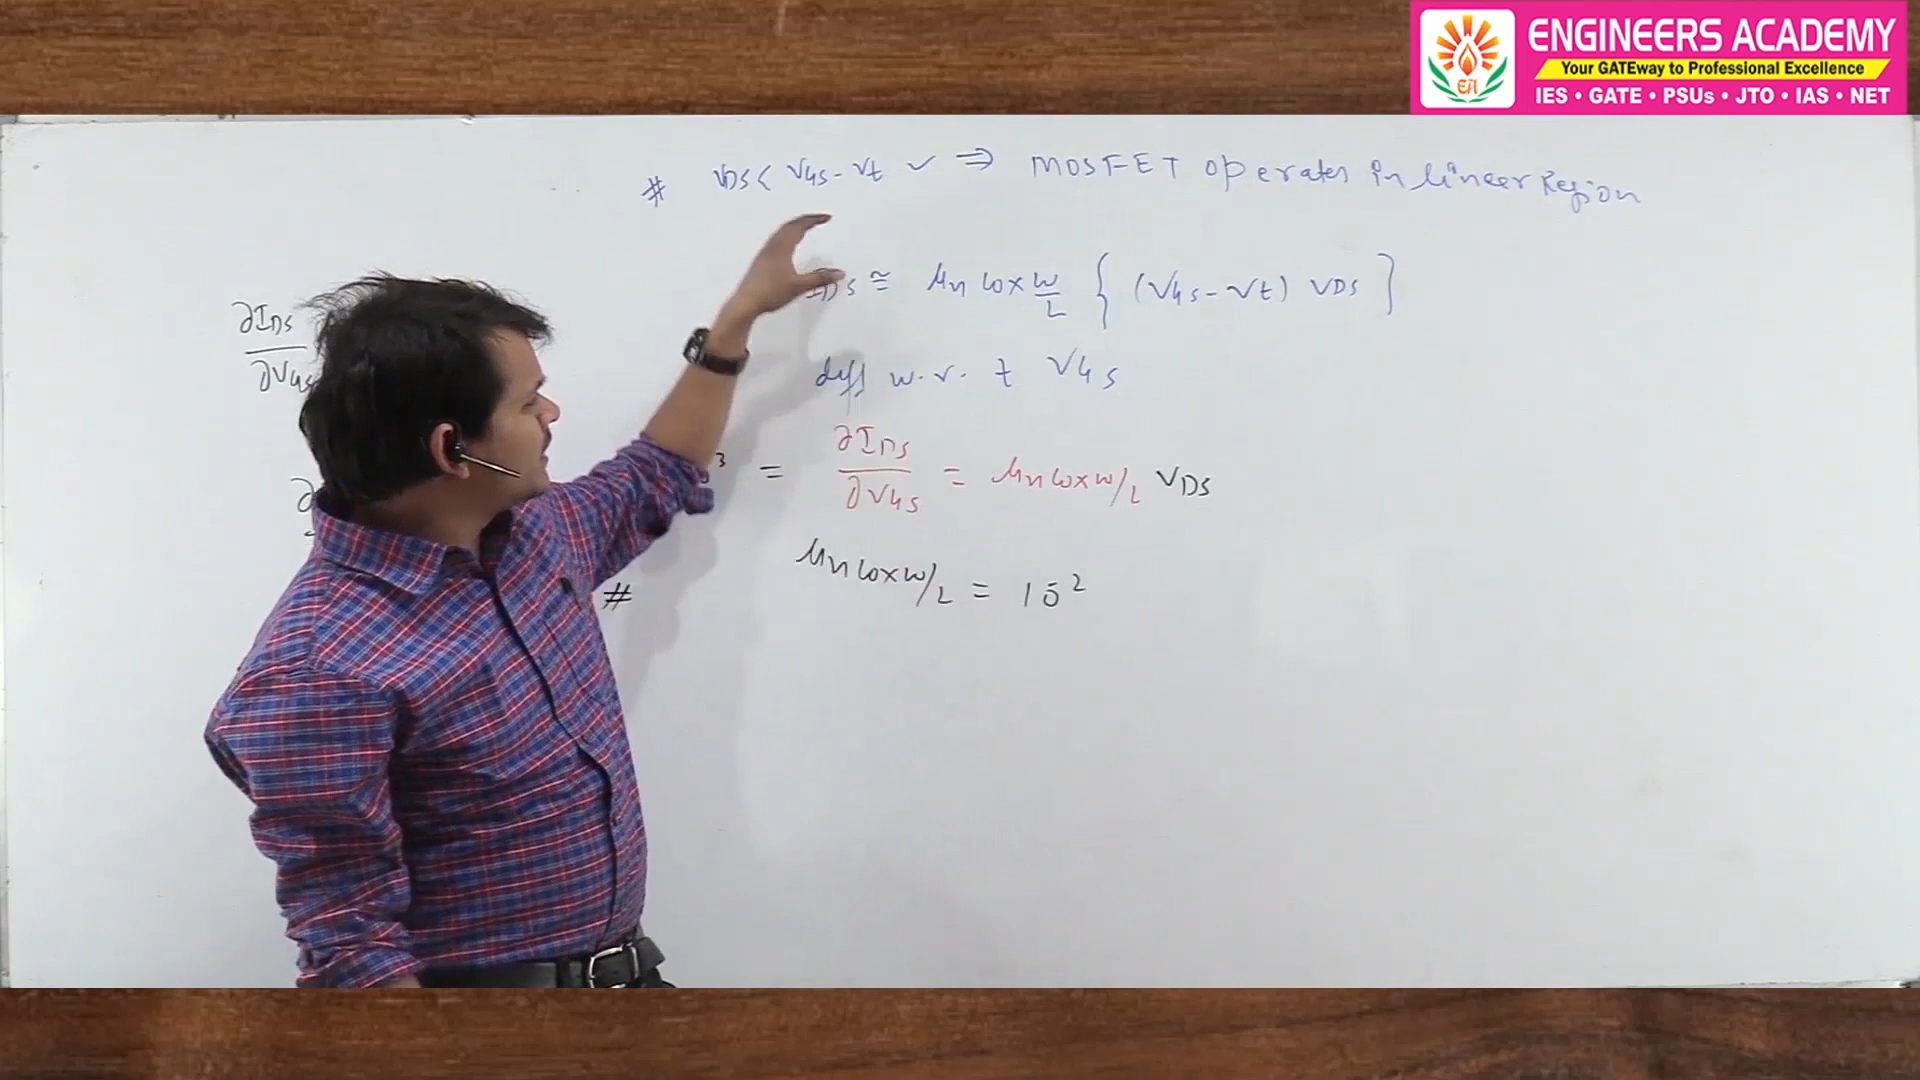 ENGINEERS ACADEMY
Your GATEway to Professional Excellence
IES • GATE • PSUs • JTO • IAS • NET
EA
# VDS < VGS - Vt ✓ ⇒ MOSFET operates in linear Region
IDS ≅ μn Cox W/L { (VGS - Vt) VDS }
∂IDS
∂VGS
diff w.r.t VGS
3 = ∂IDS/∂VGS = μn Cox W/L VDS
∂
# μn Cox W/L = 10̄²